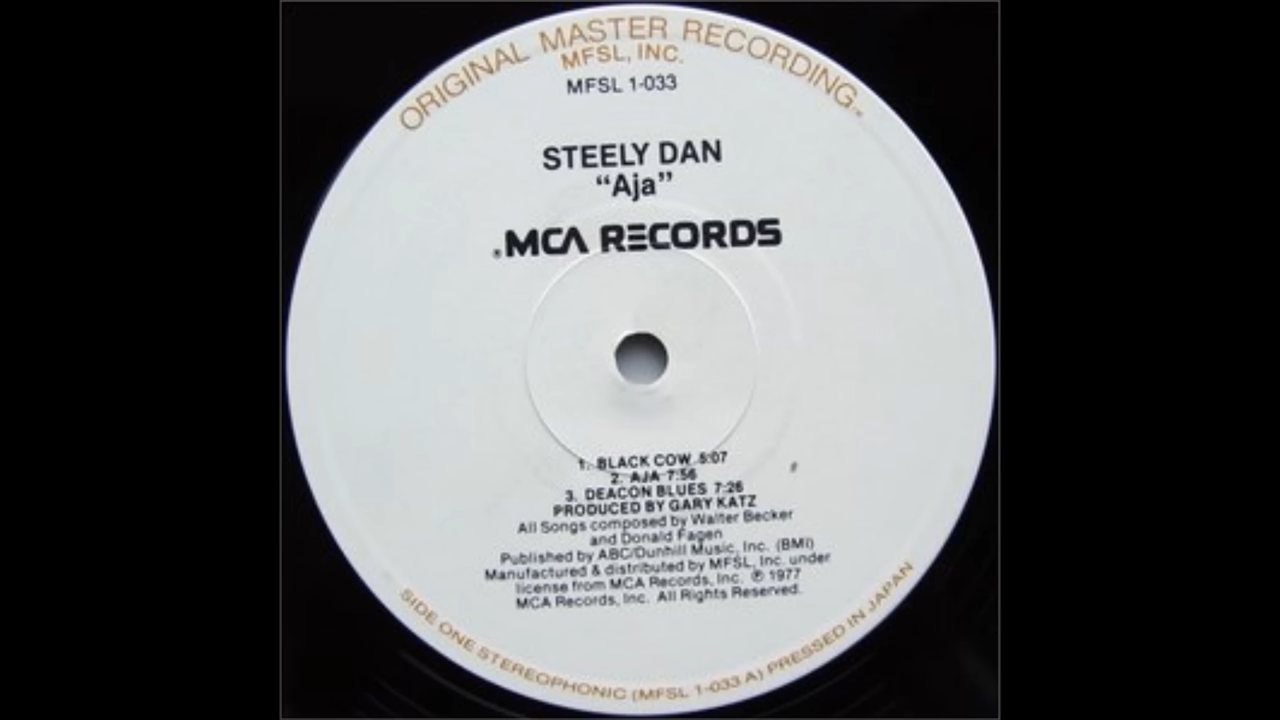 ORIGINAL MASTER RECORDING™
MFSL, INC.
MFSL 1-033
STEELY DAN
“Aja”
®MCA RECORDS
1. BLACK COW 5:07
2. AJA 7:56
3. DEACON BLUES 7:26
PRODUCED BY GARY KATZ
All Songs composed by Walter Becker
and Donald Fagen
Published by ABC/Dunhill Music, Inc. (BMI)
Manufactured & distributed by MFSL, Inc. under
license from MCA Records, Inc. ℗ 1977
MCA Records, Inc. All Rights Reserved.
SIDE ONE STEREOPHONIC (MFSL 1-033 A) PRESSED IN JAPAN